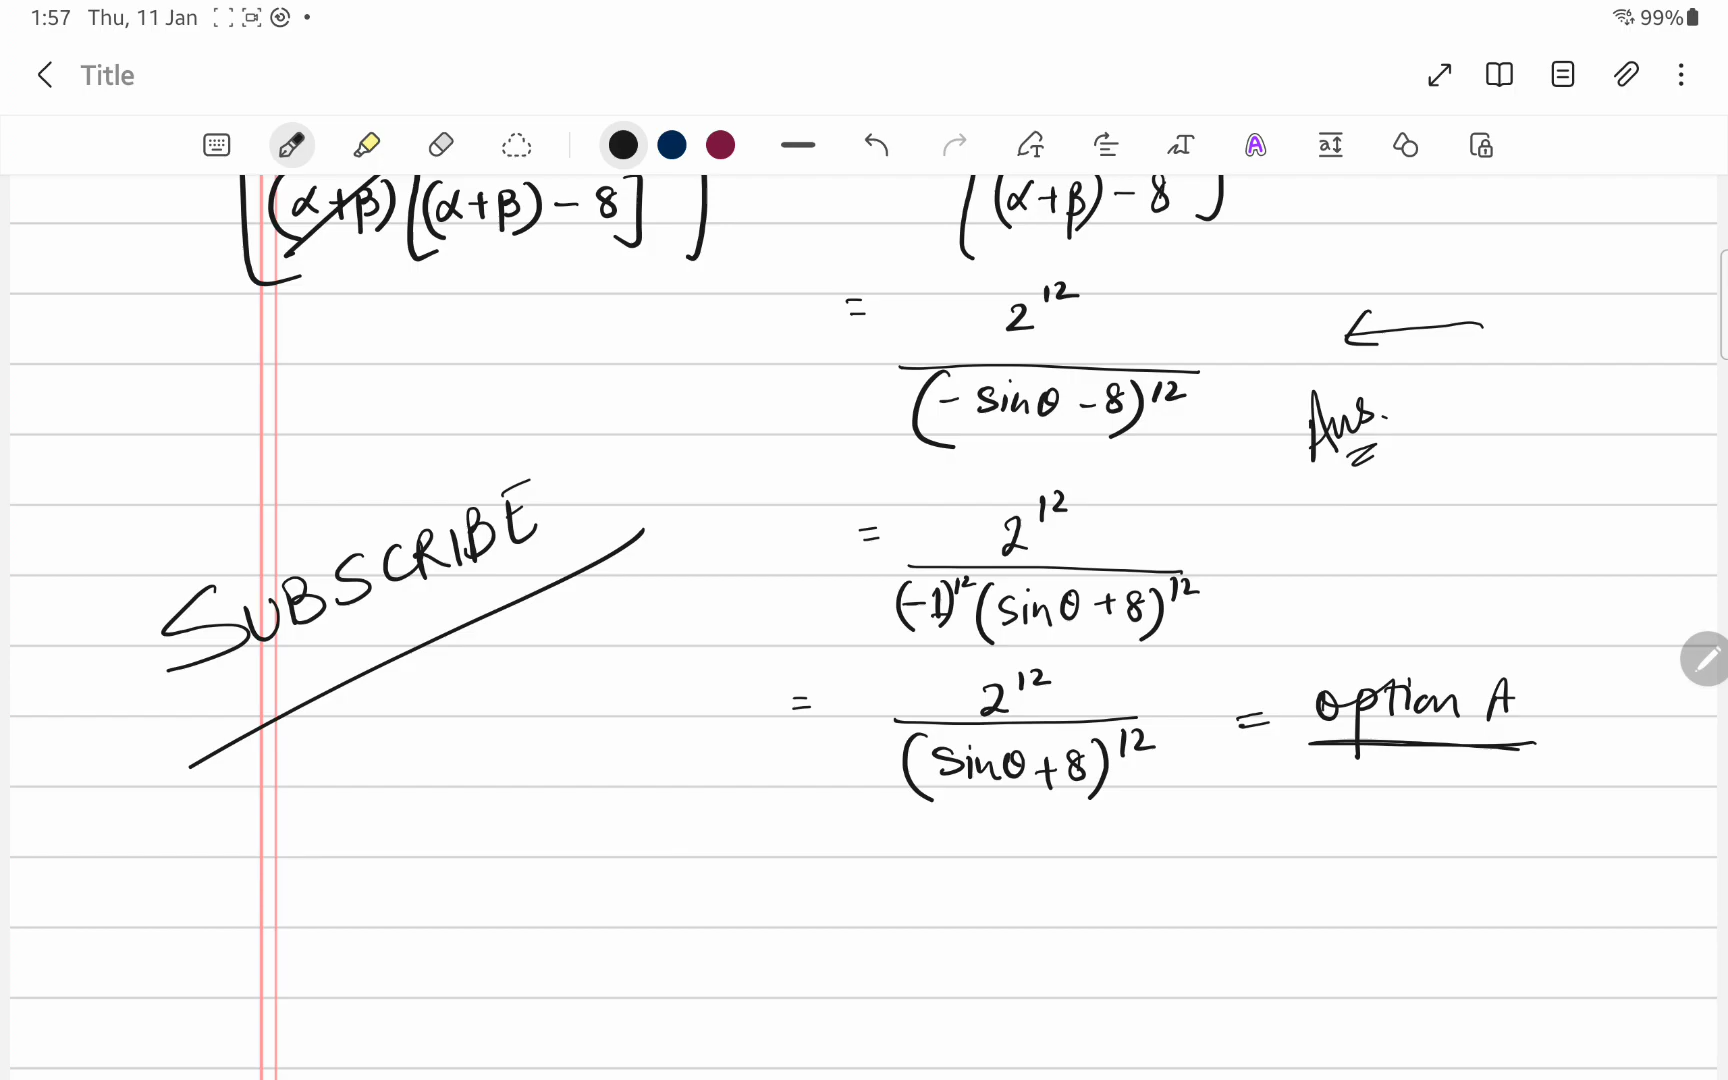 1:57 Thu, 11 Jan 99%
Title
A T A a
[(α+β)[(α+β) - 8] ] [(α+β) - 8]
= 2^12 / (- sinθ - 8)^12 ← Ans.
SUBSCRIBE
= 2^12 / (-1)^12 (sinθ + 8)^12
= 2^12 / (sinθ + 8)^12 = option A